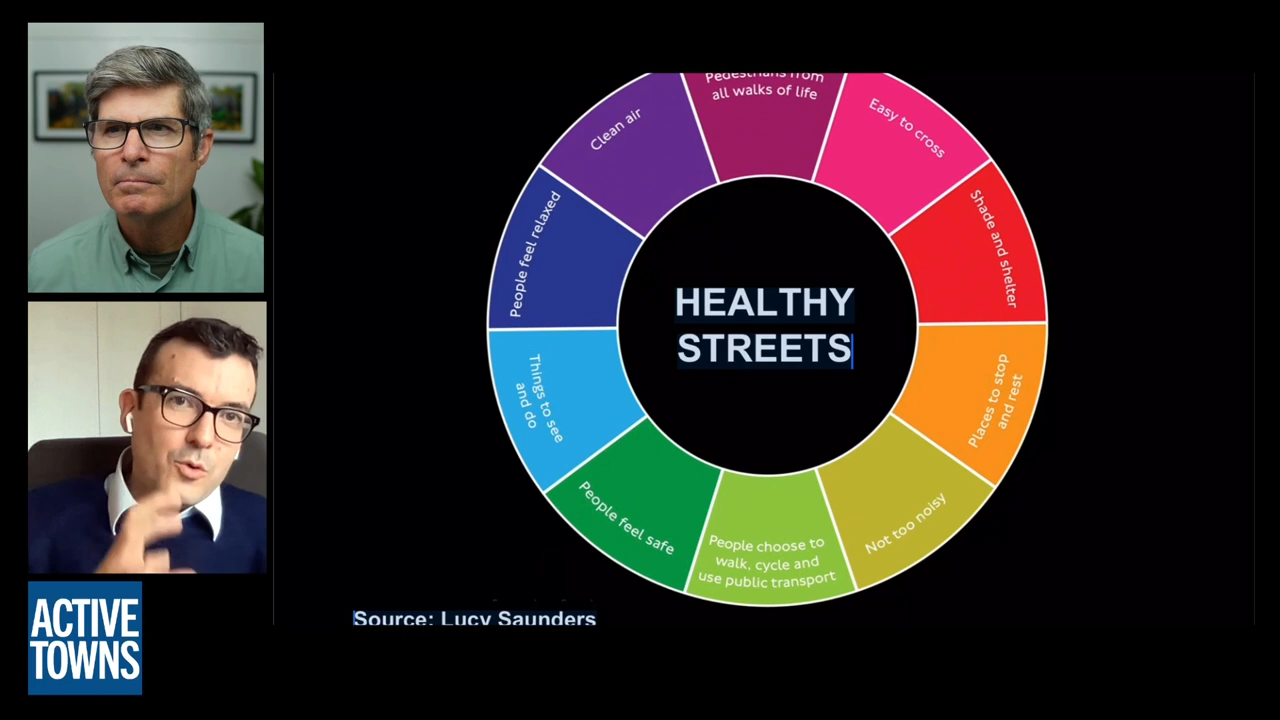 Pedestrians from
all walks of life
Easy to cross
Shade and shelter
Places to stop
and rest
Not too noisy
People choose to
walk, cycle and
use public transport
People feel safe
Things to see
and do
People feel relaxed
Clean air
HEALTHY
STREETS
Source: Lucy Saunders
ACTIVE
TOWNS